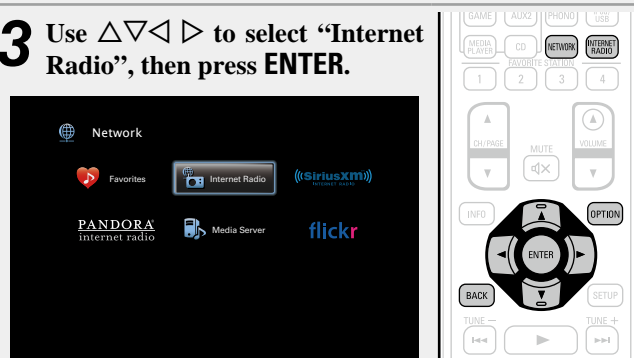 3 Use △▽◁ ▷ to select “Internet
Radio”, then press ENTER.
Network
Favorites
Internet Radio
((SiriusXM))
INTERNET RADIO
PANDORA®
internet radio
Media Server
flickr
GAME AUX2 PHONO iPod/
USB
MEDIA
PLAYER CD NETWORK INTERNET
RADIO
FAVORITE STATION
1 2 3 4
CH/PAGE MUTE VOLUME
INFO OPTION
ENTER
BACK SETUP
TUNE – TUNE +